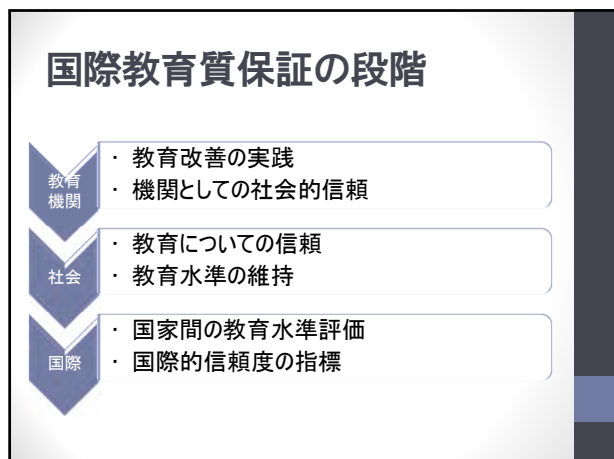 国際教育質保証の段階
教育
機関
・ 教育改善の実践
・ 機関としての社会的信頼
社会
・ 教育についての信頼
・ 教育水準の維持
国際
・ 国家間の教育水準評価
・ 国際的信頼度の指標